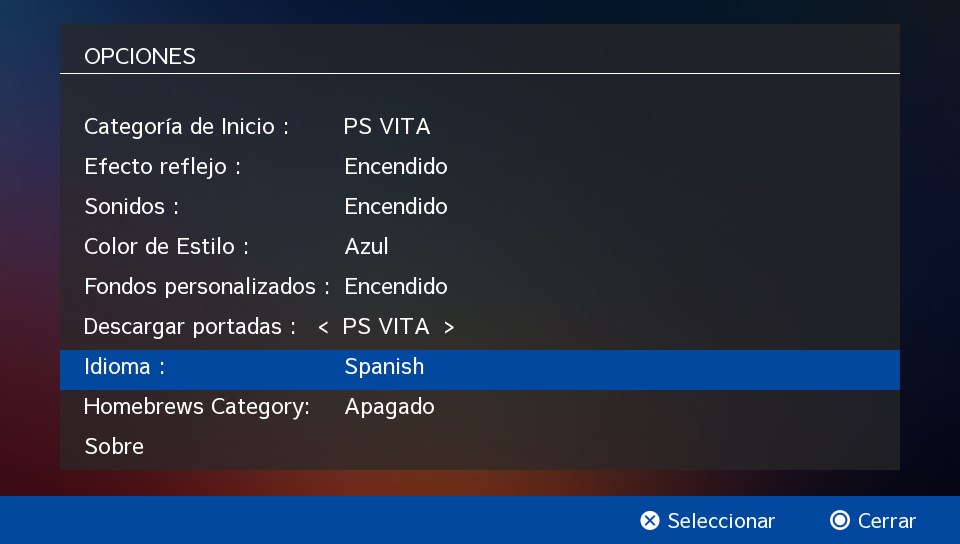 OPCIONES
Categoría de Inicio : PS VITA
Efecto reflejo : Encendido
Sonidos : Encendido
Color de Estilo : Azul
Fondos personalizados : Encendido
Descargar portadas : < PS VITA >
Idioma : Spanish
Homebrews Category: Apagado
Sobre
Seleccionar Cerrar